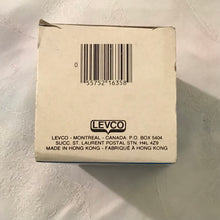 0
55752 16358
LEVCO
LEVCO - MONTREAL - CANADA. P.O. BOX 5404
SUCC. ST. LAURENT POSTAL STN. H4L 4Z9
MADE IN HONG KONG - FABRIQUÉ À HONG KONG